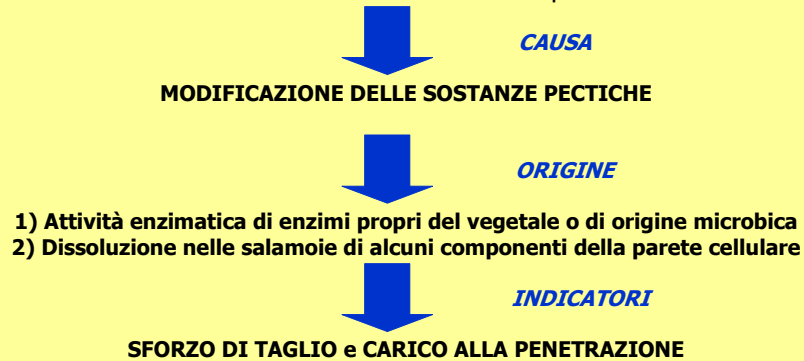 CAUSA
MODIFICAZIONE DELLE SOSTANZE PECTICHE
ORIGINE
1) Attività enzimatica di enzimi propri del vegetale o di origine microbica
2) Dissoluzione nelle salamoie di alcuni componenti della parete cellulare
INDICATORI
SFORZO DI TAGLIO e CARICO ALLA PENETRAZIONE